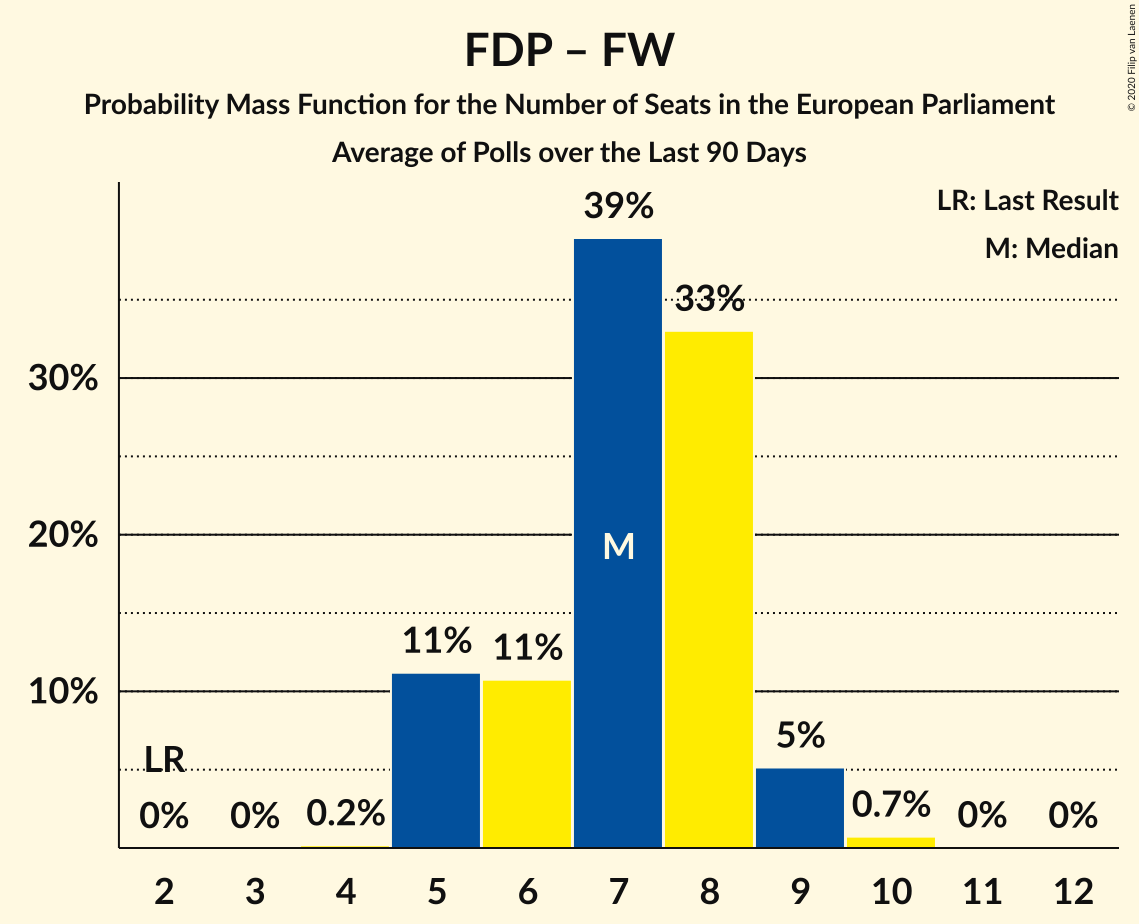 FDP – FW
Probability Mass Function for the Number of Seats in the European Parliament
Average of Polls over the Last 90 Days
© 2020 Filip van Laenen
LR: Last Result
M: Median
39%
33%
30%
20%
M
11%
11%
10%
5%
LR
0%
0%
0.2%
0.7%
0%
0%
2 3 4 5 6 7 8 9 10 11 12